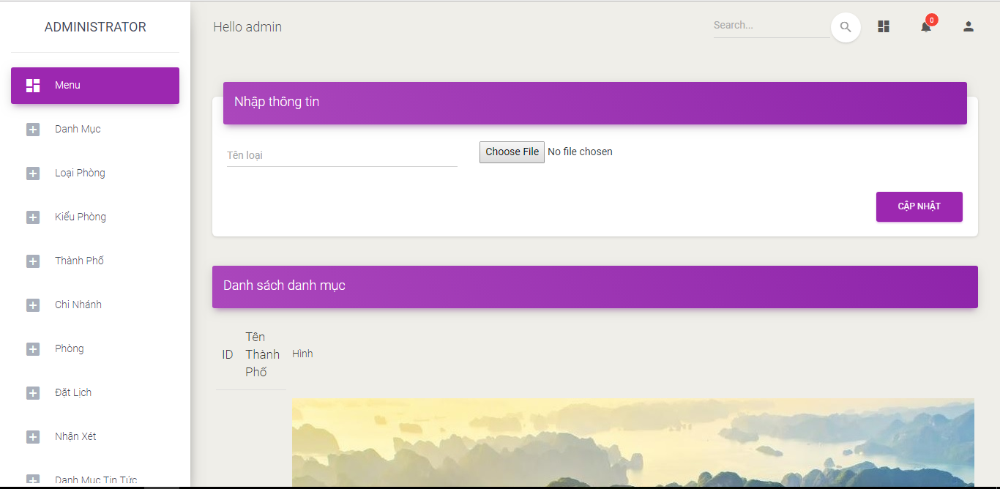 ADMINISTRATOR
Hello admin
Search...
0
Menu
Danh Mục
Loại Phòng
Kiểu Phòng
Thành Phố
Chi Nhánh
Phòng
Đặt Lịch
Nhận Xét
Danh Mục Tin Tức
Nhập thông tin
Tên loại
Choose File No file chosen
CẬP NHẬT
Danh sách danh mục
ID
Tên
Thành
Phố
Hình